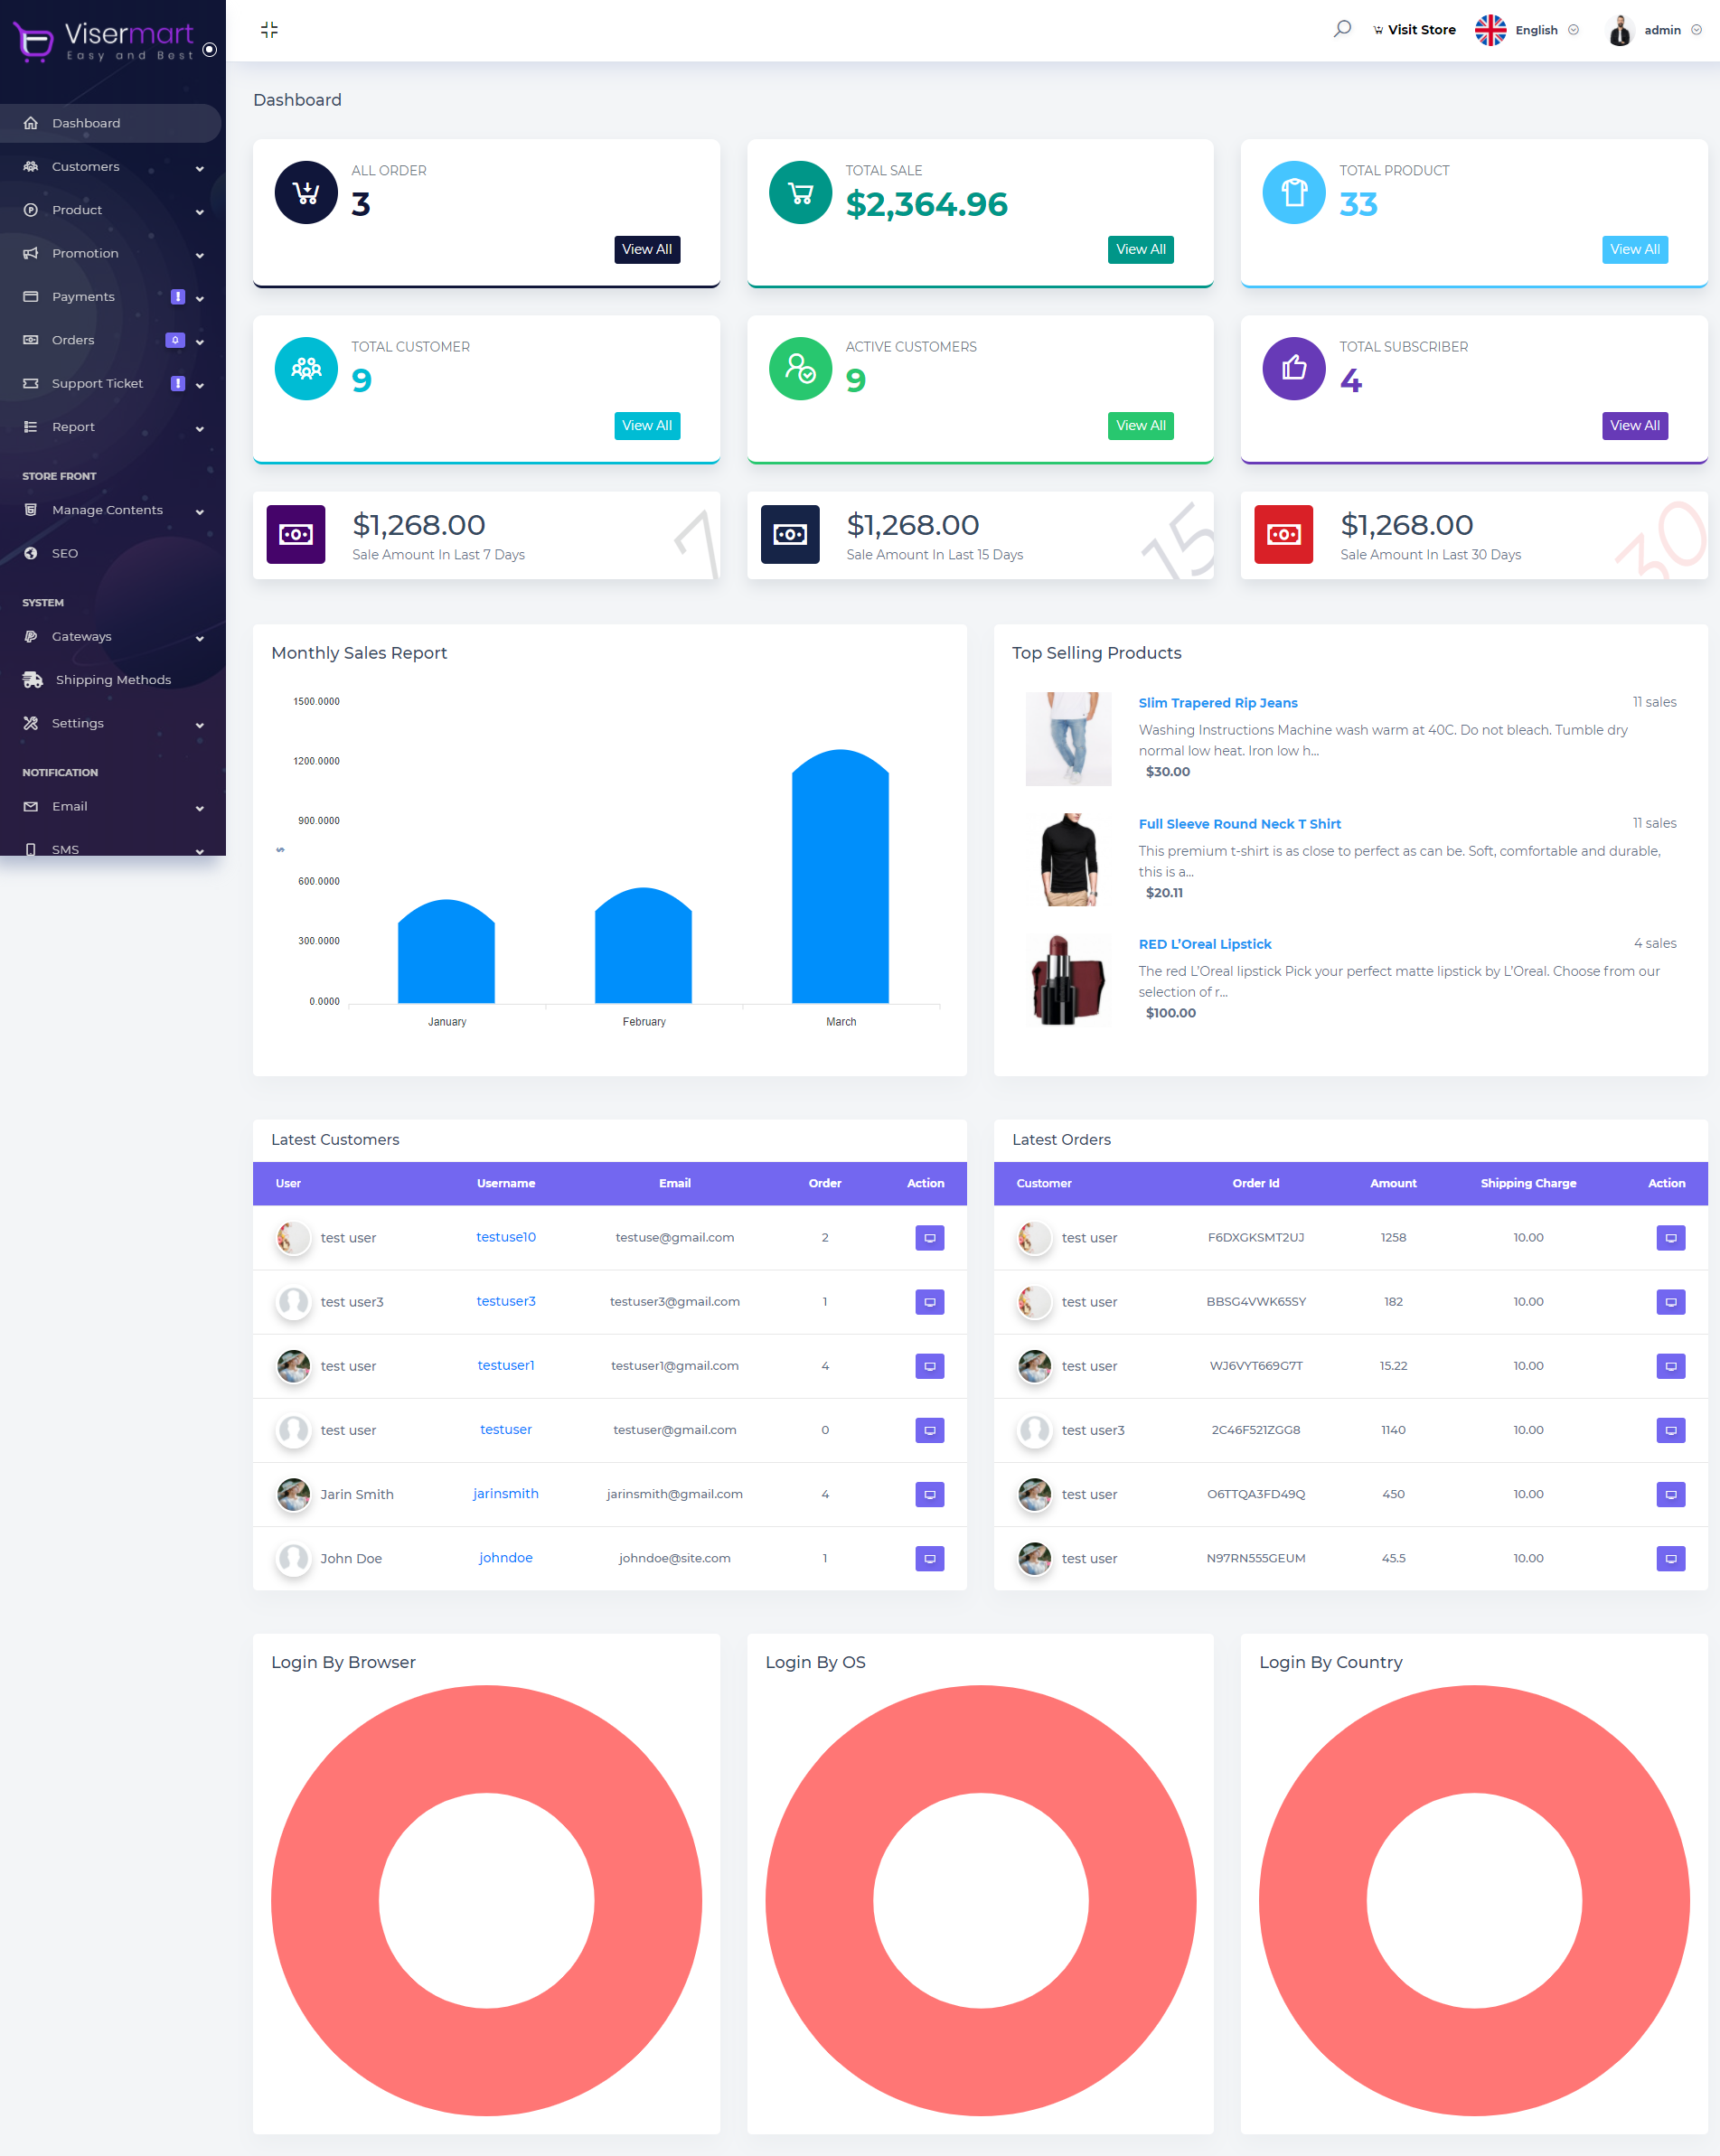 Visermart
Easy and Best
Dashboard
Customers
Product
Promotion
Payments
Orders
Support Ticket
Report
STORE FRONT
Manage Contents
SEO
SYSTEM
Gateways
Shipping Methods
Settings
NOTIFICATION
Email
SMS
Visit Store
English
admin
Dashboard
ALL ORDER
3
View All
TOTAL SALE
$2,364.96
View All
TOTAL PRODUCT
33
View All
TOTAL CUSTOMER
9
View All
ACTIVE CUSTOMERS
9
View All
TOTAL SUBSCRIBER
4
View All
$1,268.00
Sale Amount In Last 7 Days
7
$1,268.00
Sale Amount In Last 15 Days
15
$1,268.00
Sale Amount In Last 30 Days
30
Monthly Sales Report
1500.0000
1200.0000
900.0000
$
600.0000
300.0000
0.0000
January February March
Top Selling Products
Slim Trapered Rip Jeans 11 sales
Washing Instructions Machine wash warm at 40C. Do not bleach. Tumble dry
normal low heat. Iron low h...
$30.00
Full Sleeve Round Neck T Shirt 11 sales
This premium t-shirt is as close to perfect as can be. Soft, comfortable and durable,
this is a...
$20.11
RED L’Oreal Lipstick 4 sales
The red L’Oreal lipstick Pick your perfect matte lipstick by L’Oreal. Choose from our
selection of r...
$100.00
Latest Customers
User Username Email Order Action
test user testuse10 testuse@gmail.com 2
test user3 testuser3 testuser3@gmail.com 1
test user testuser1 testuser1@gmail.com 4
test user testuser testuser@gmail.com 0
Jarin Smith jarinsmith jarinsmith@gmail.com 4
John Doe johndoe johndoe@site.com 1
Latest Orders
Customer Order Id Amount Shipping Charge Action
test user F6DXGKSMT2UJ 1258 10.00
test user BBSG4VWK65SY 182 10.00
test user WJ6VYT669G7T 15.22 10.00
test user3 2C46F521ZGG8 1140 10.00
test user O6TTQA3FD49Q 450 10.00
test user N97RN555GEUM 45.5 10.00
Login By Browser
Login By OS
Login By Country